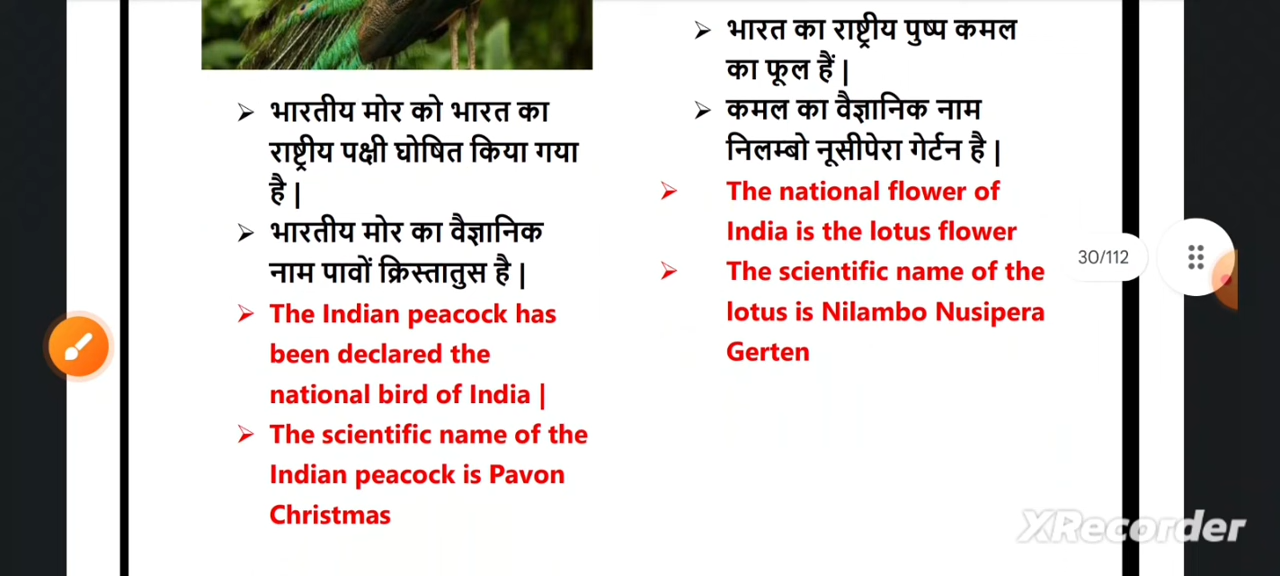 भारतीय मोर को भारत का
राष्ट्रीय पक्षी घोषित किया गया
है |
भारतीय मोर का वैज्ञानिक
नाम पावों क्रिस्तातुस है |
The Indian peacock has
been declared the
national bird of India |
The scientific name of the
Indian peacock is Pavon
Christmas
भारत का राष्ट्रीय पुष्प कमल
का फूल हैं |
कमल का वैज्ञानिक नाम
निलम्बो नूसीपेरा गेर्टन है |
The national flower of
India is the lotus flower
The scientific name of the
lotus is Nilambo Nusipera
Gerten
30/112
XRecorder